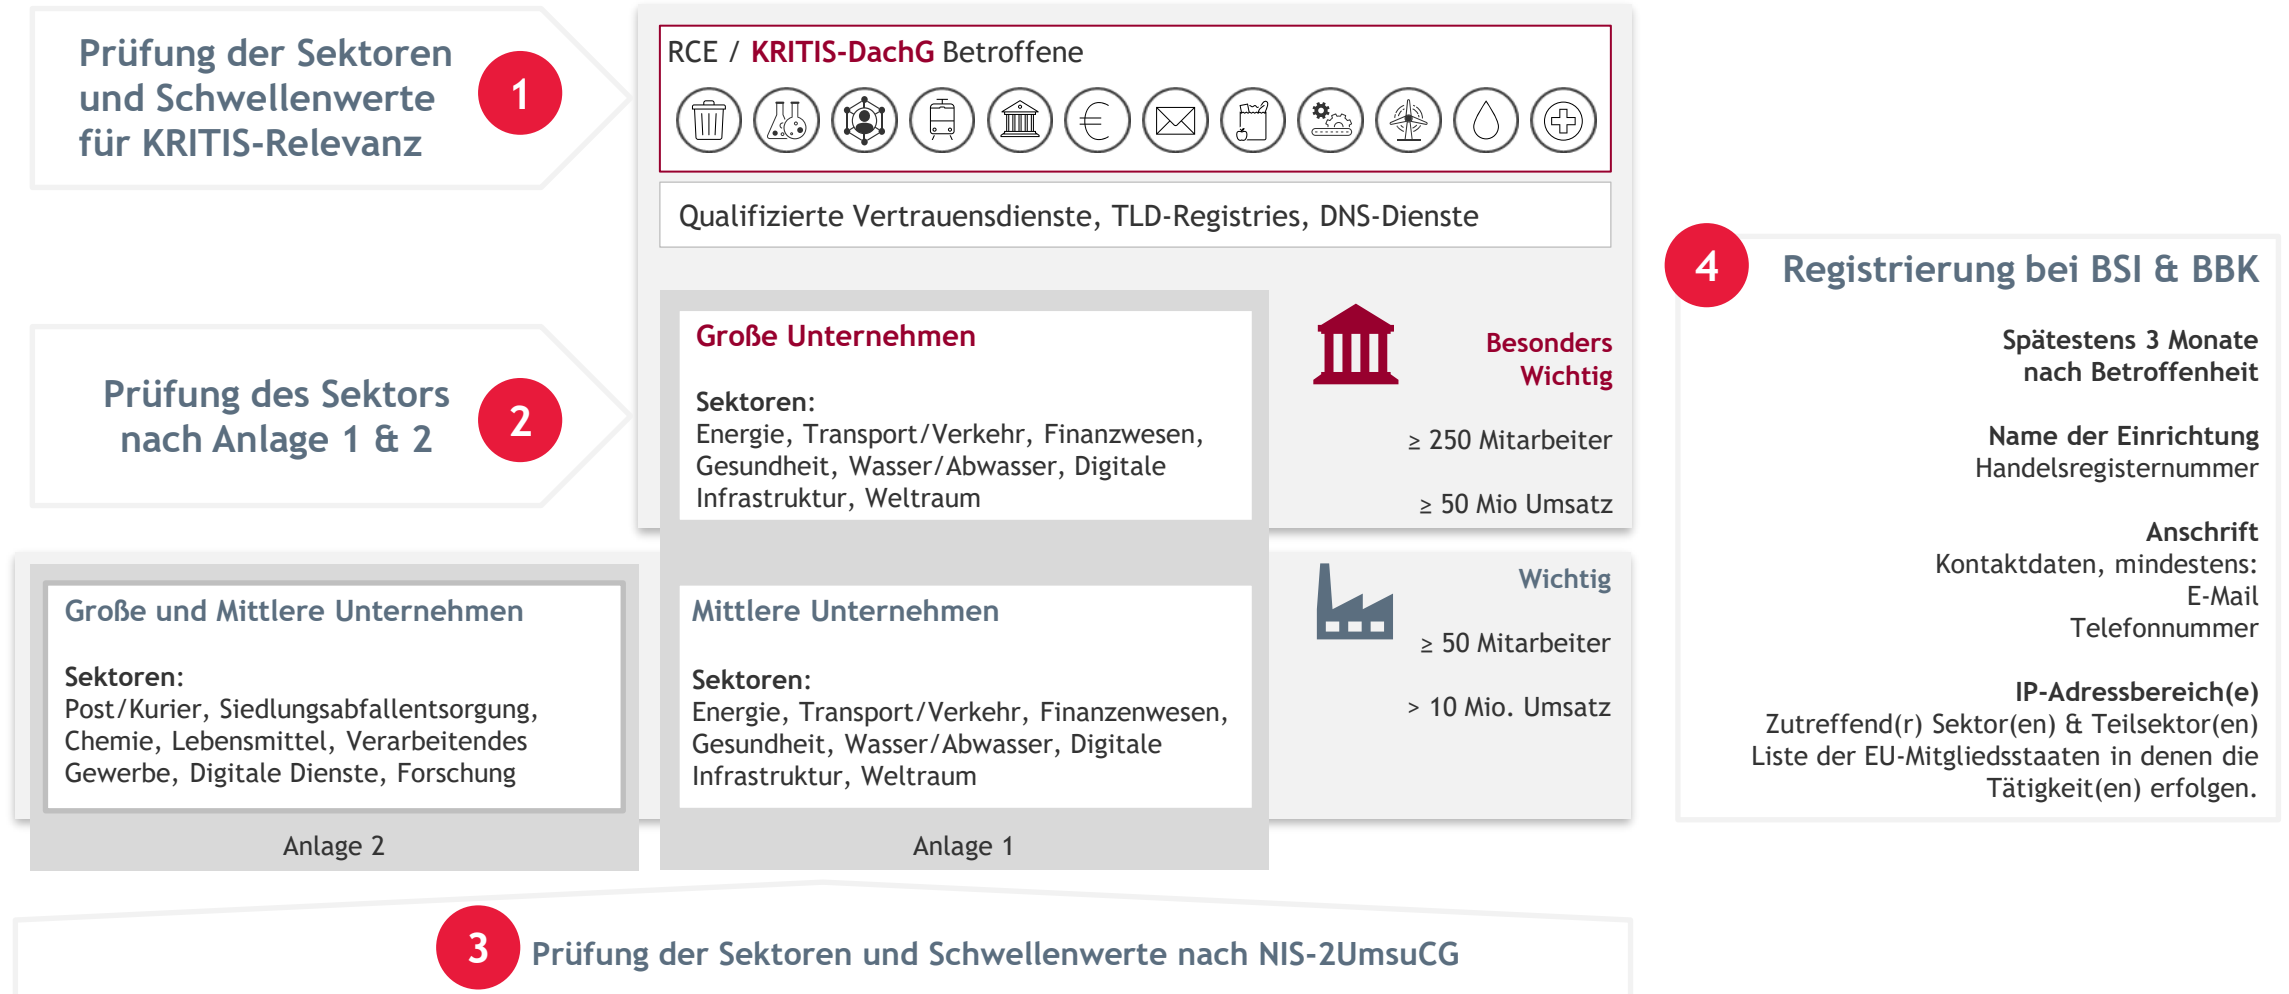 Prüfung der Sektoren
und Schwellenwerte
für KRITIS-Relevanz
1
RCE / KRITIS-DachG Betroffene
Qualifizierte Vertrauensdienste, TLD-Registries, DNS-Dienste
Prüfung des Sektors
nach Anlage 1 & 2
2
Große Unternehmen
Sektoren:
Energie, Transport/Verkehr, Finanzwesen,
Gesundheit, Wasser/Abwasser, Digitale
Infrastruktur, Weltraum
Besonders
Wichtig
≥ 250 Mitarbeiter
≥ 50 Mio Umsatz
Große und Mittlere Unternehmen
Sektoren:
Post/Kurier, Siedlungsabfallentsorgung,
Chemie, Lebensmittel, Verarbeitendes
Gewerbe, Digitale Dienste, Forschung
Anlage 2
Mittlere Unternehmen
Sektoren:
Energie, Transport/Verkehr, Finanzenwesen,
Gesundheit, Wasser/Abwasser, Digitale
Infrastruktur, Weltraum
Anlage 1
Wichtig
≥ 50 Mitarbeiter
> 10 Mio. Umsatz
3
Prüfung der Sektoren und Schwellenwerte nach NIS-2UmsuCG
4
Registrierung bei BSI & BBK
Spätestens 3 Monate
nach Betroffenheit
Name der Einrichtung
Handelsregisternummer
Anschrift
Kontaktdaten, mindestens:
E-Mail
Telefonnummer
IP-Adressbereich(e)
Zutreffend(r) Sektor(en) & Teilsektor(en)
Liste der EU-Mitgliedsstaaten in denen die
Tätigkeit(en) erfolgen.